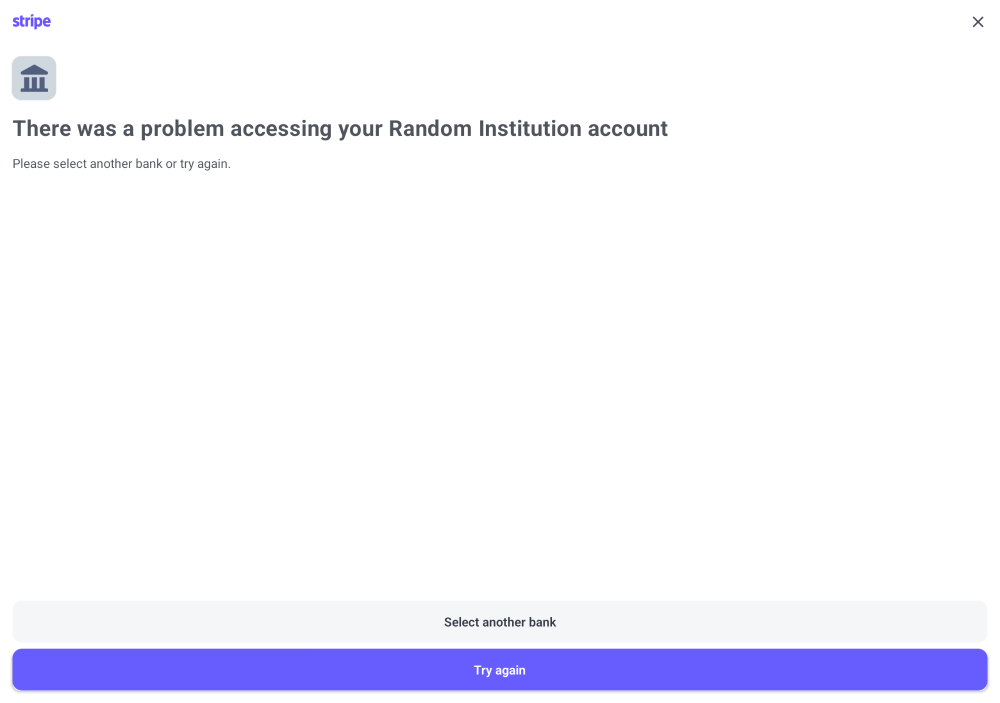 stripe
There was a problem accessing your Random Institution account
Please select another bank or try again.
Select another bank
Try again